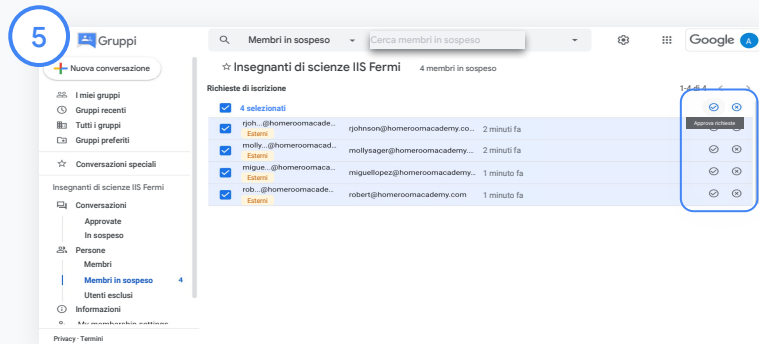 5
Gruppi
Membri in sospeso
Cerca membri in sospeso
Google
A
Nuova conversazione
Insegnanti di scienze IIS Fermi
4 membri in sospeso
I miei gruppi
Gruppi recenti
Tutti i gruppi
Gruppi preferiti
Conversazioni speciali
Insegnanti di scienze IIS Fermi
Conversazioni
Approvate
In sospeso
Persone
Membri
Membri in sospeso 4
Utenti esclusi
Informazioni
My membership settings
Privacy · Termini
Richieste di iscrizione
1-4 di 4
4 selezionati
Approva richieste
rjoh...@homeroomacade...
Esterni
rjohnson@homeroomacademy.co... 2 minuti fa
molly...@homeroomacade...
Esterni
mollysager@homeroomacademy... 2 minuti fa
migue...@homeroomaca...
Esterni
miguellopez@homeroomacademy... 1 minuto fa
rob...@homeroomacade...
Esterni
robert@homeroomacademy.com 1 minuto fa